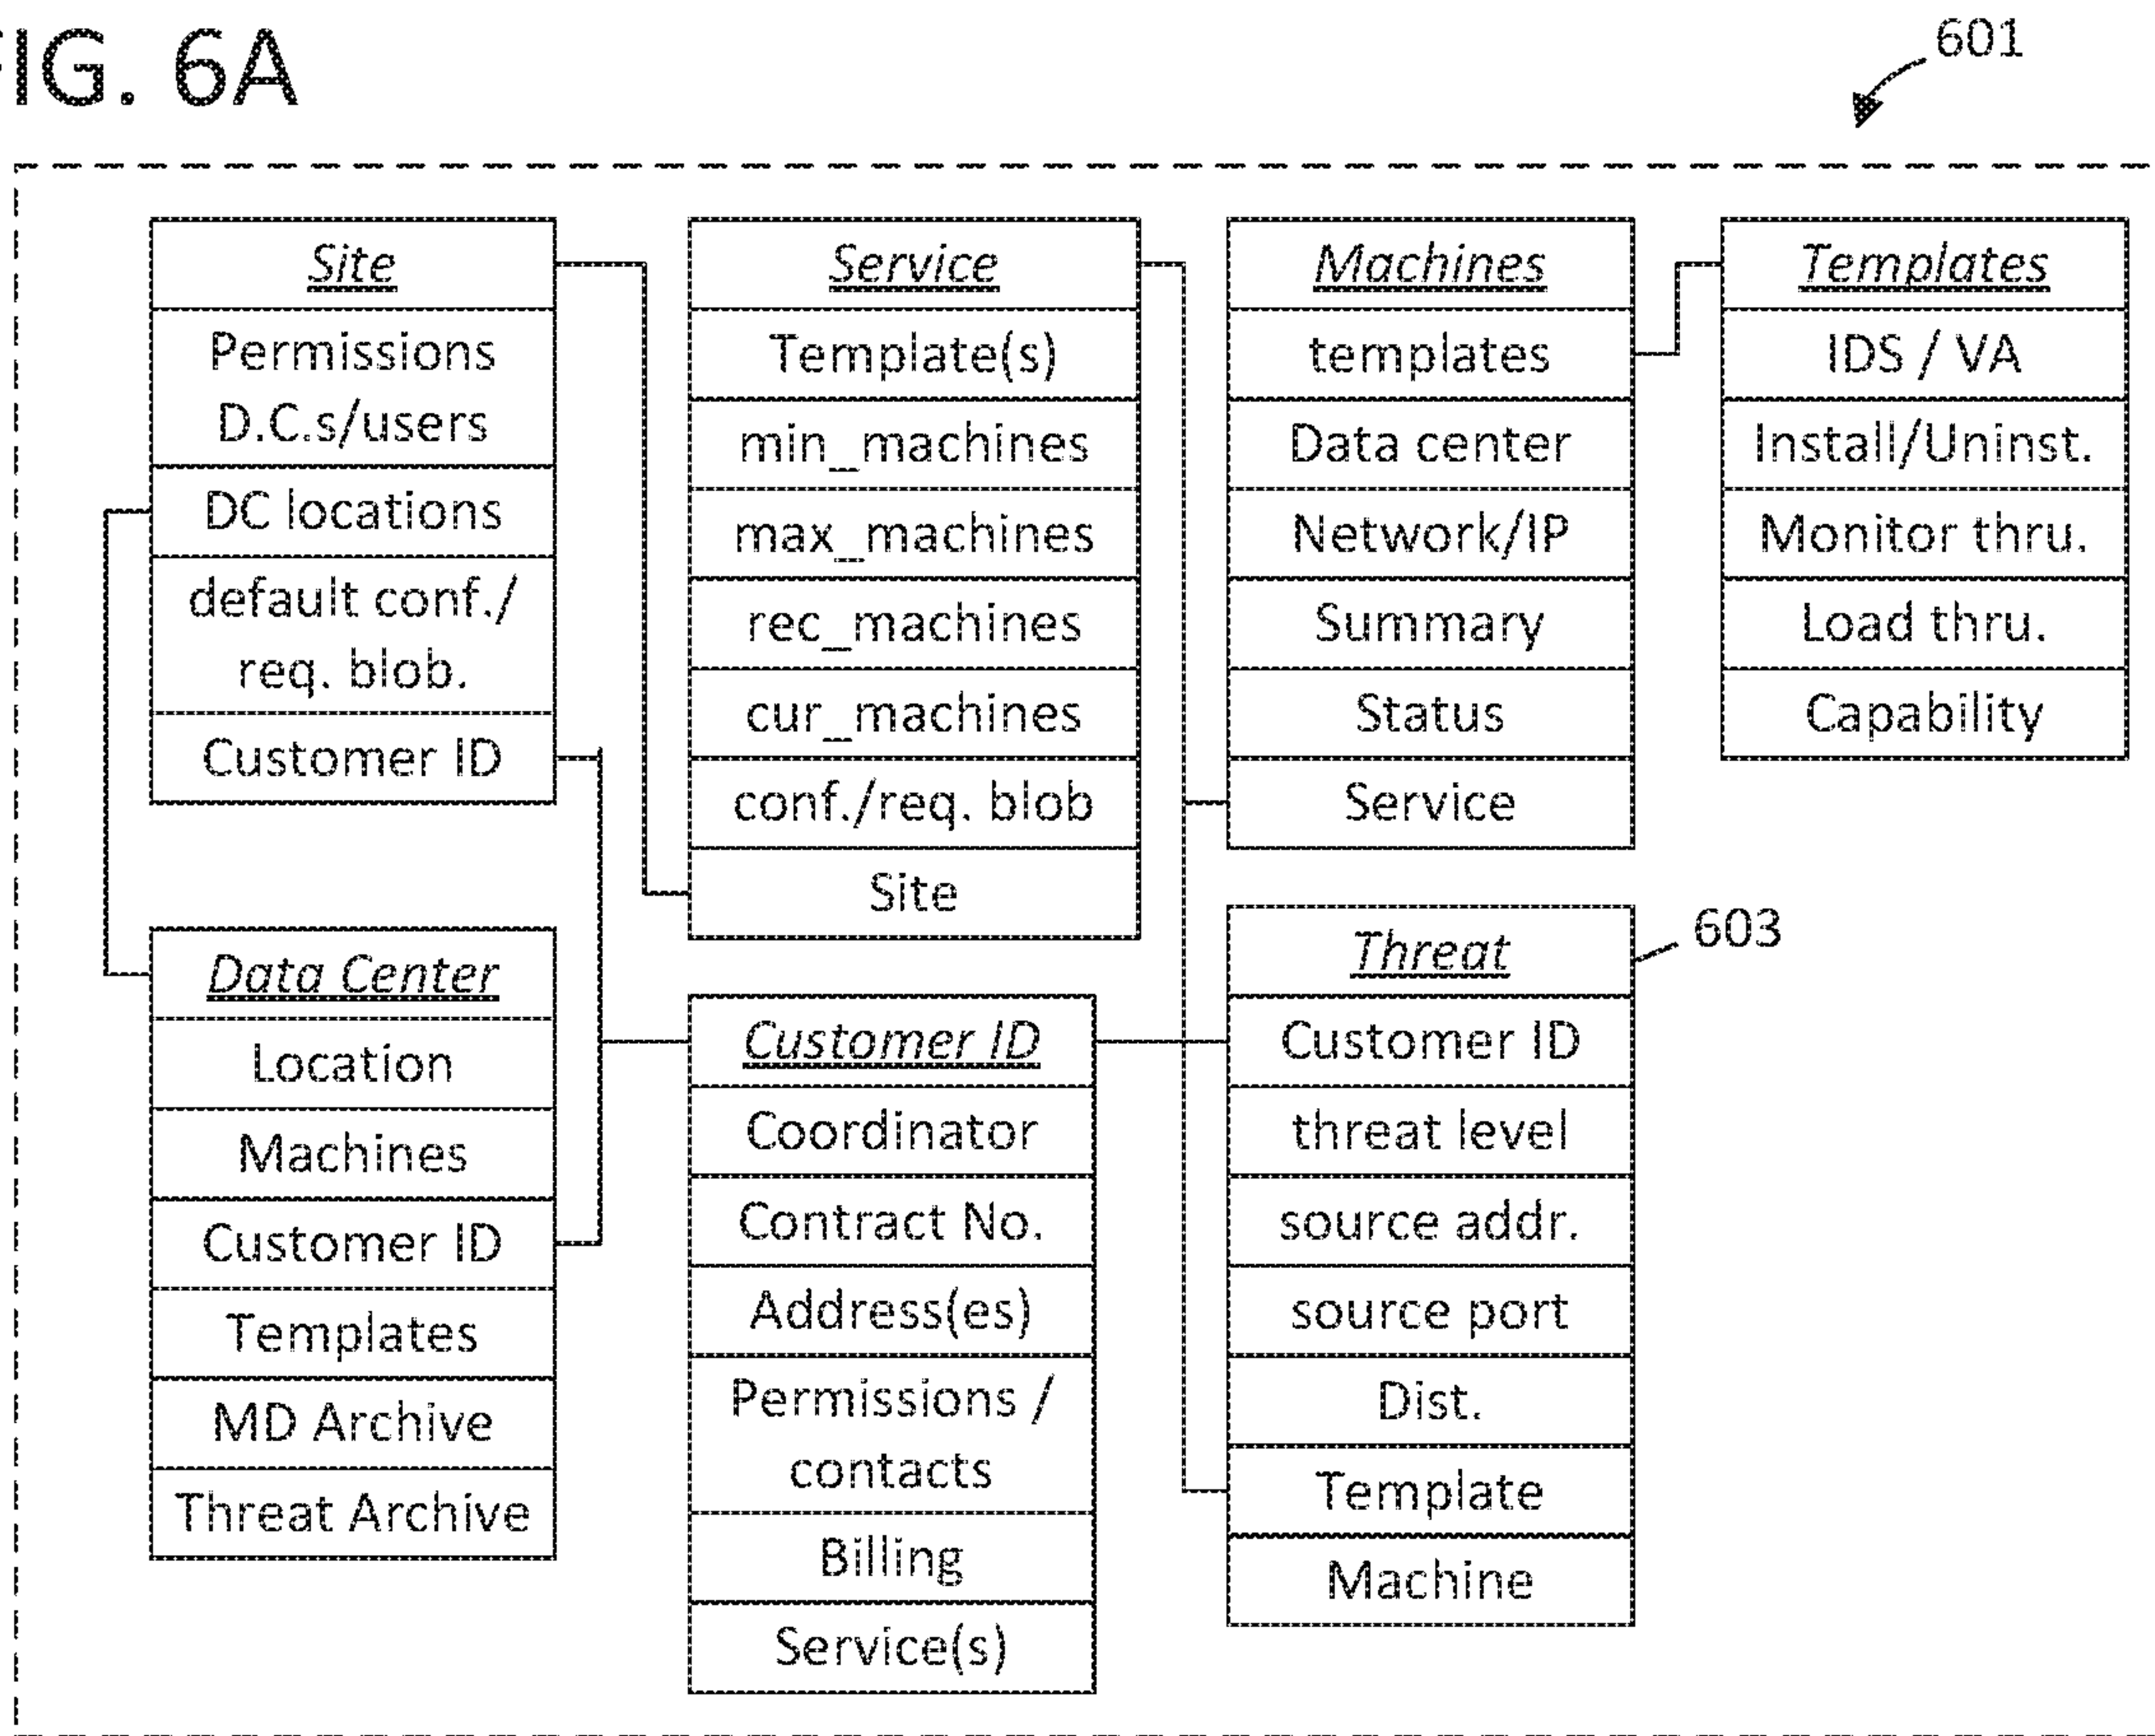 FIG. 6A
601
Site
Permissions
D.C.s/users
DC locations
default conf./
req. blob.
Customer ID
Service
Template(s)
min_machines
max_machines
rec_machines
cur_machines
conf./req. blob
Site
Machines
templates
Data center
Network/IP
Summary
Status
Service
Templates
IDS / VA
Install/Uninst.
Monitor thru.
Load thru.
Capability
Data Center
Location
Machines
Customer ID
Templates
MD Archive
Threat Archive
Customer ID
Coordinator
Contract No.
Address(es)
Permissions /
contacts
Billing
Service(s)
603
Threat
Customer ID
threat level
source addr.
source port
Dist.
Template
Machine